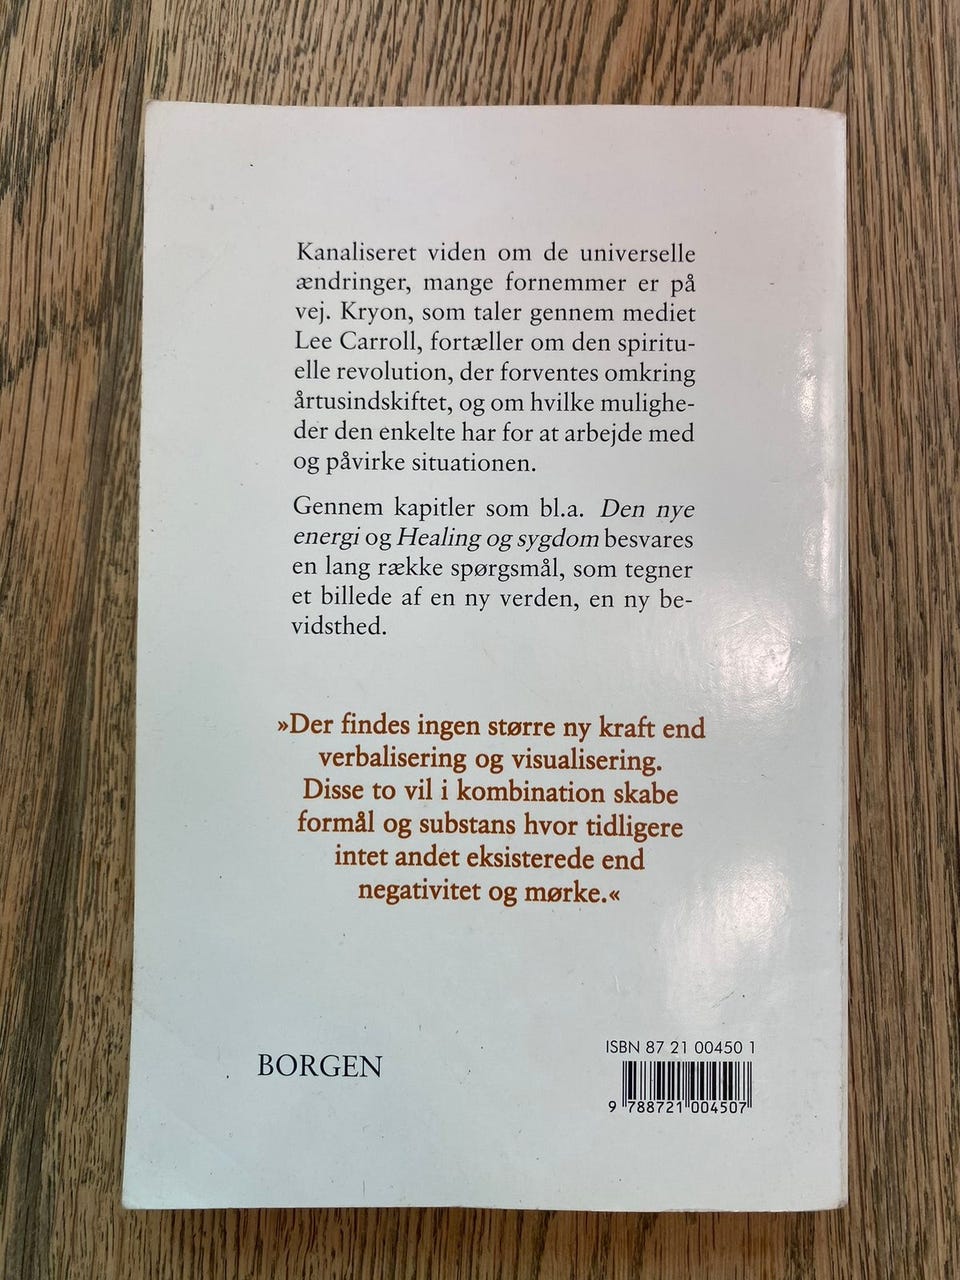 Kanaliseret viden om de universelle
ændringer, mange fornemmer er på
vej. Kryon, som taler gennem mediet
Lee Carroll, fortæller om den spiritu-
elle revolution, der forventes omkring
årtusindskiftet, og om hvilke mulighe-
der den enkelte har for at arbejde med
og påvirke situationen.
Gennem kapitler som bl.a. Den nye
energi og Healing og sygdom besvares
en lang række spørgsmål, som tegner
et billede af en ny verden, en ny be-
vidsthed.
»Der findes ingen større ny kraft end
verbalisering og visualisering.
Disse to vil i kombination skabe
formål og substans hvor tidligere
intet andet eksisterede end
negativitet og mørke.«
BORGEN
ISBN 87 21 00450 1
9 788721 004507